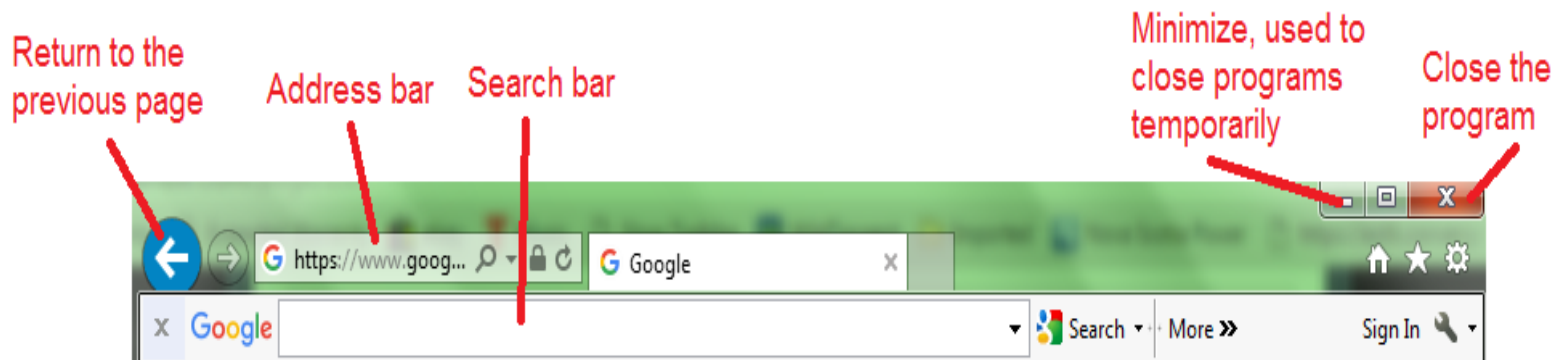 Return to the
previous page
Address bar
Search bar
Minimize, used to
close programs
temporarily
Close the
program
G https://www.goog...
G Google
x Google
Search
More »
Sign In